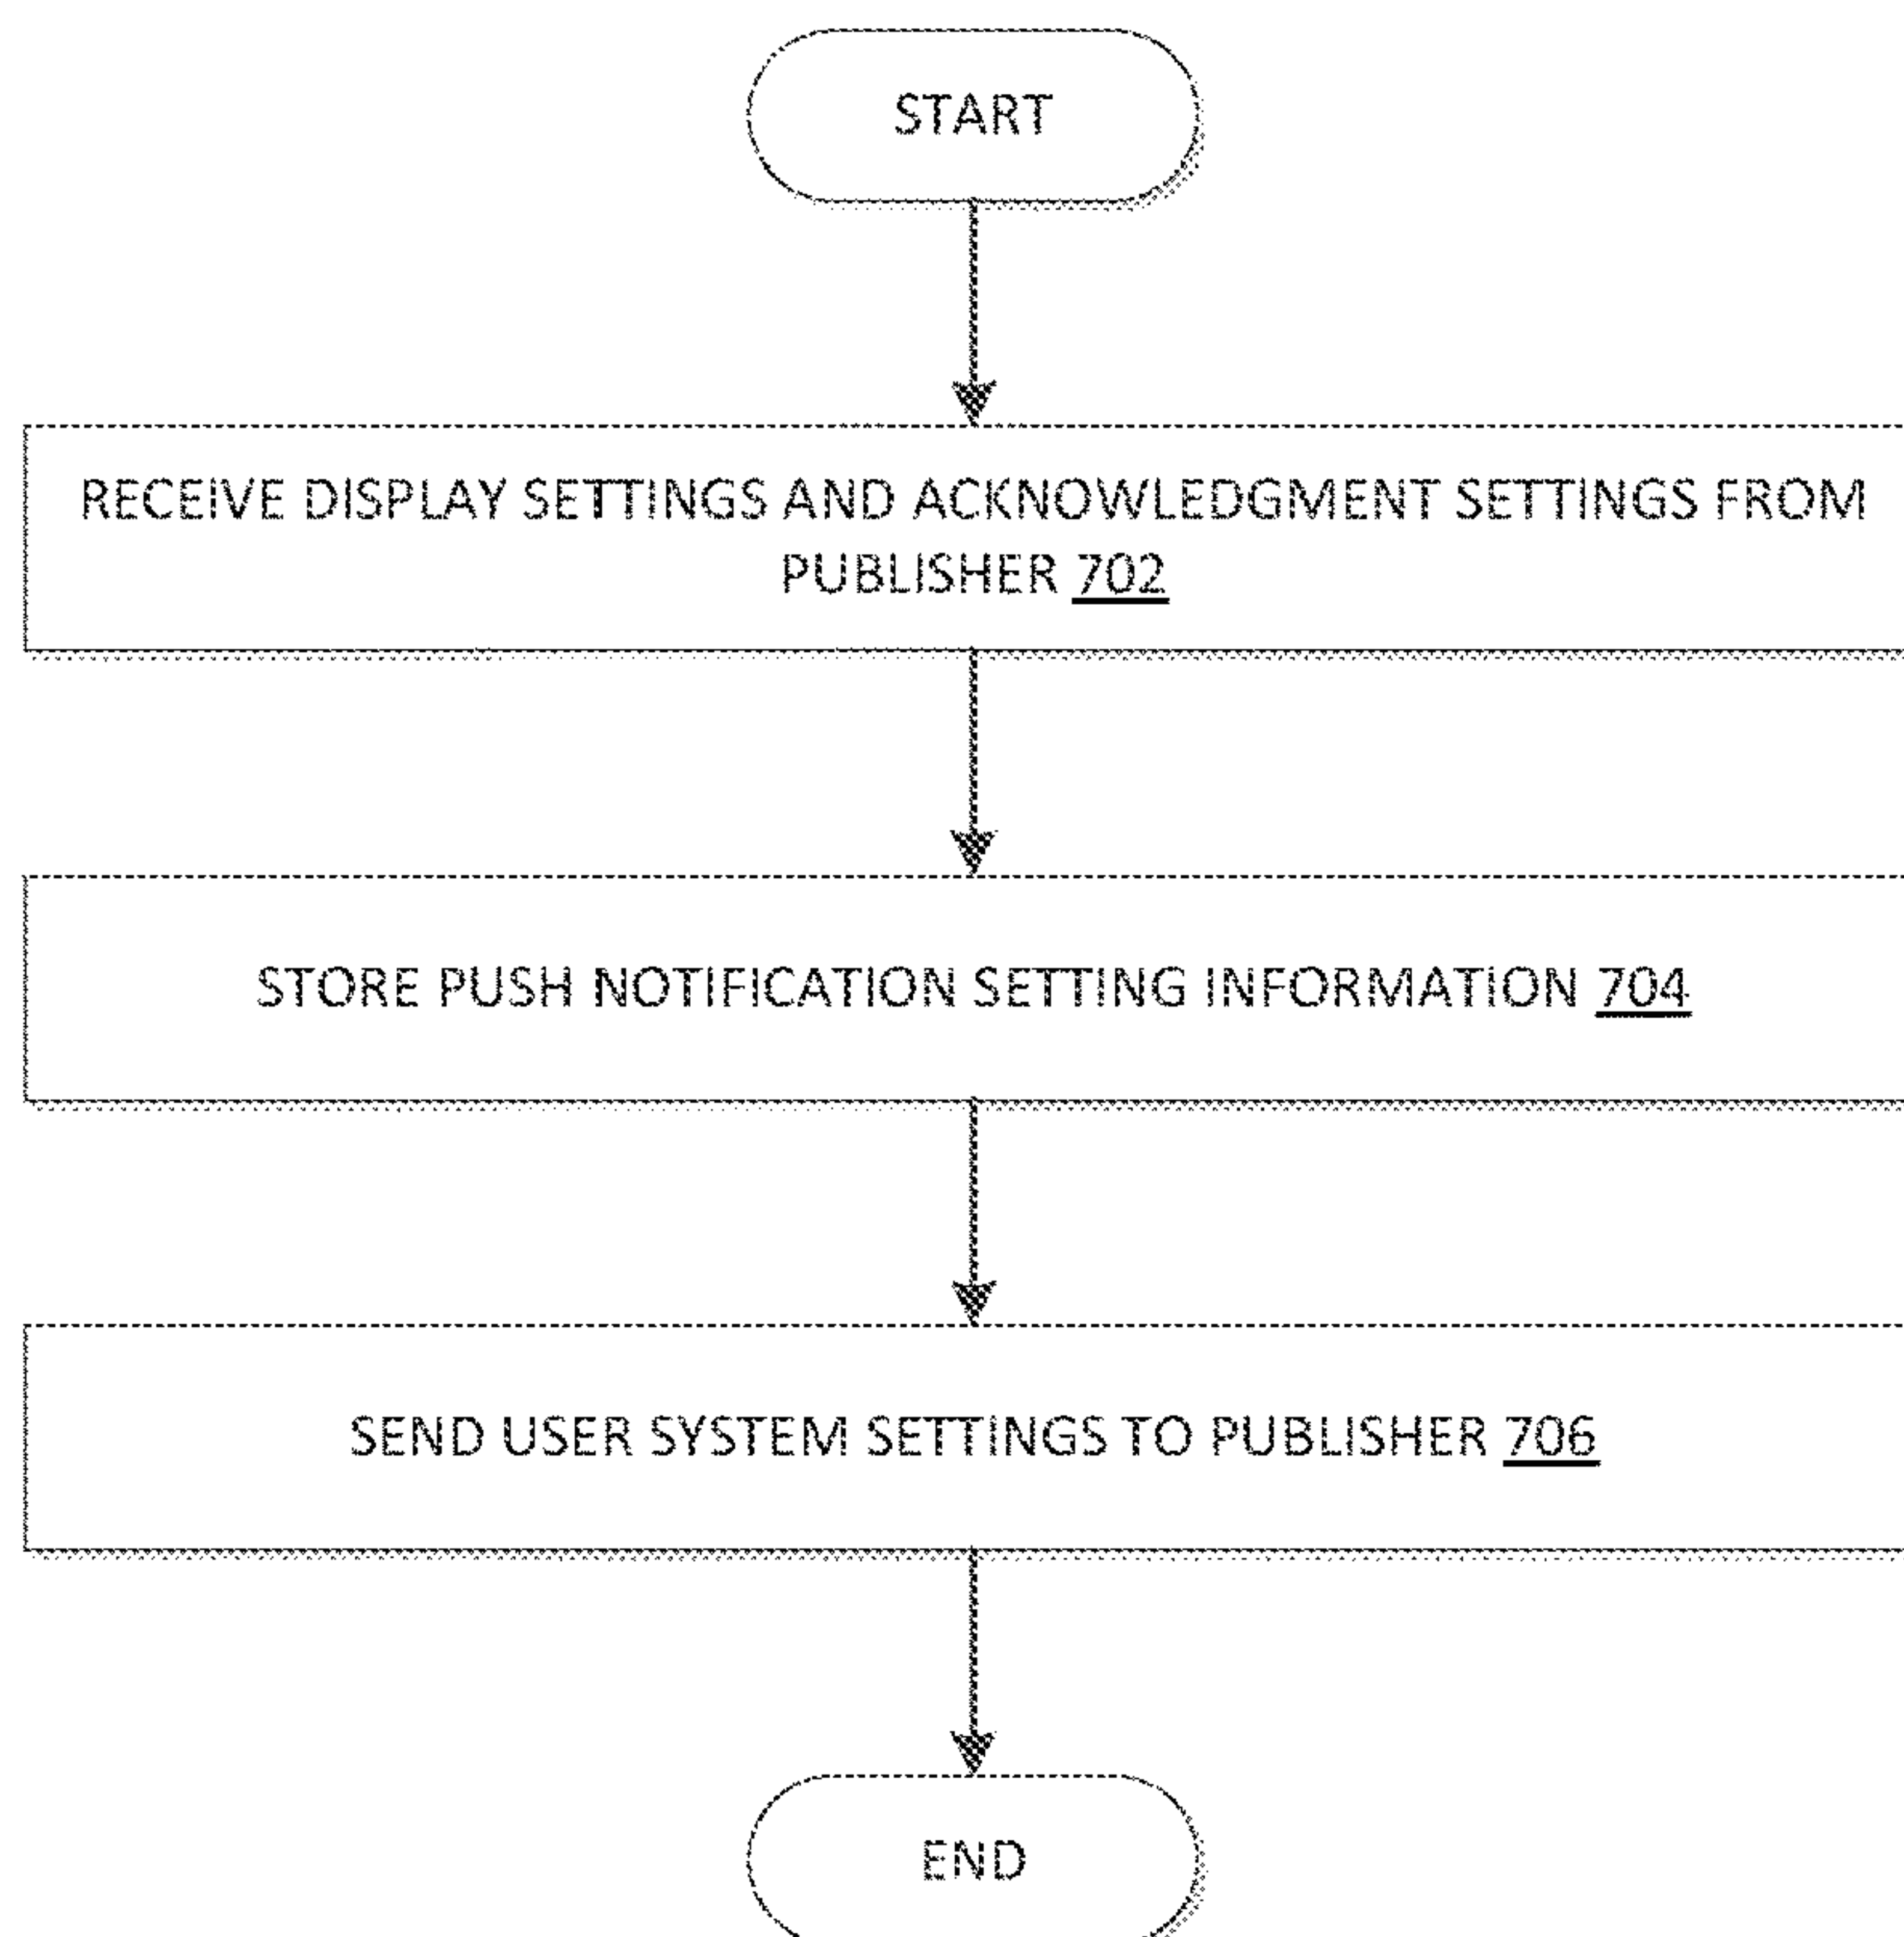 START
RECEIVE DISPLAY SETTINGS AND ACKNOWLEDGMENT SETTINGS FROM
PUBLISHER 702
STORE PUSH NOTIFICATION SETTING INFORMATION 704
SEND USER SYSTEM SETTINGS TO PUBLISHER 706
END